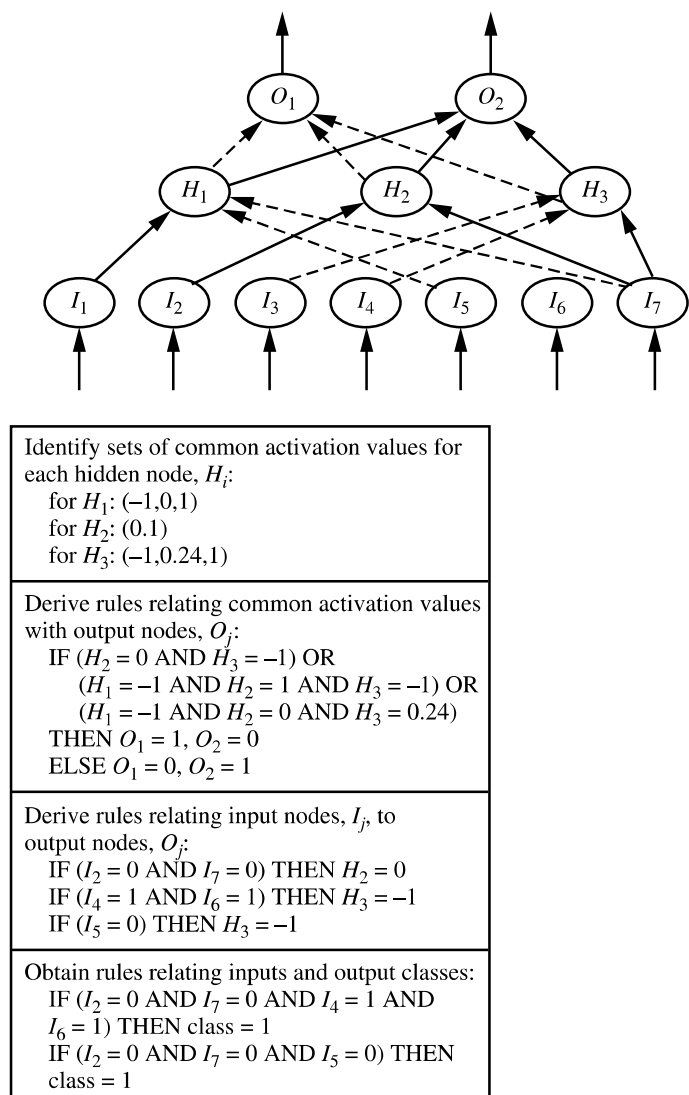 O1 O2
H1 H2 H3
I1 I2 I3 I4 I5 I6 I7
Identify sets of common activation values for
each hidden node, Hi:
for H1: (–1,0,1)
for H2: (0.1)
for H3: (–1,0.24,1)
Derive rules relating common activation values
with output nodes, Oj:
IF (H2 = 0 AND H3 = –1) OR
(H1 = –1 AND H2 = 1 AND H3 = –1) OR
(H1 = –1 AND H2 = 0 AND H3 = 0.24)
THEN O1 = 1, O2 = 0
ELSE O1 = 0, O2 = 1
Derive rules relating input nodes, Ij, to
output nodes, Oj:
IF (I2 = 0 AND I7 = 0) THEN H2 = 0
IF (I4 = 1 AND I6 = 1) THEN H3 = –1
IF (I5 = 0) THEN H3 = –1
Obtain rules relating inputs and output classes:
IF (I2 = 0 AND I7 = 0 AND I4 = 1 AND
I6 = 1) THEN class = 1
IF (I2 = 0 AND I7 = 0 AND I5 = 0) THEN
class = 1